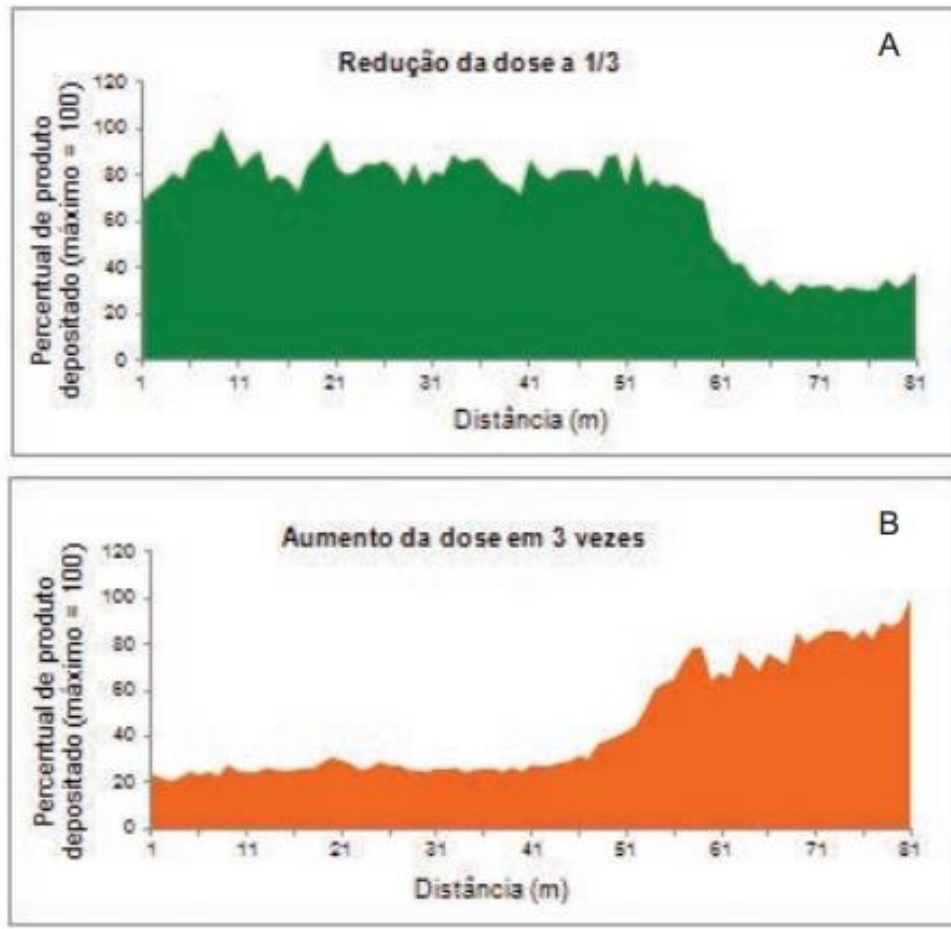 A
Redução da dose a 1/3
Percentual de produto
depositado (máximo = 100)
120
100
80
60
40
20
0
1 11 21 31 41 51 61 71 81
Distância (m)
B
Aumento da dose em 3 vezes
Percentual de produto
depositado (máximo = 100)
120
100
80
60
40
20
0
1 11 21 31 41 51 61 71 81
Distância (m)